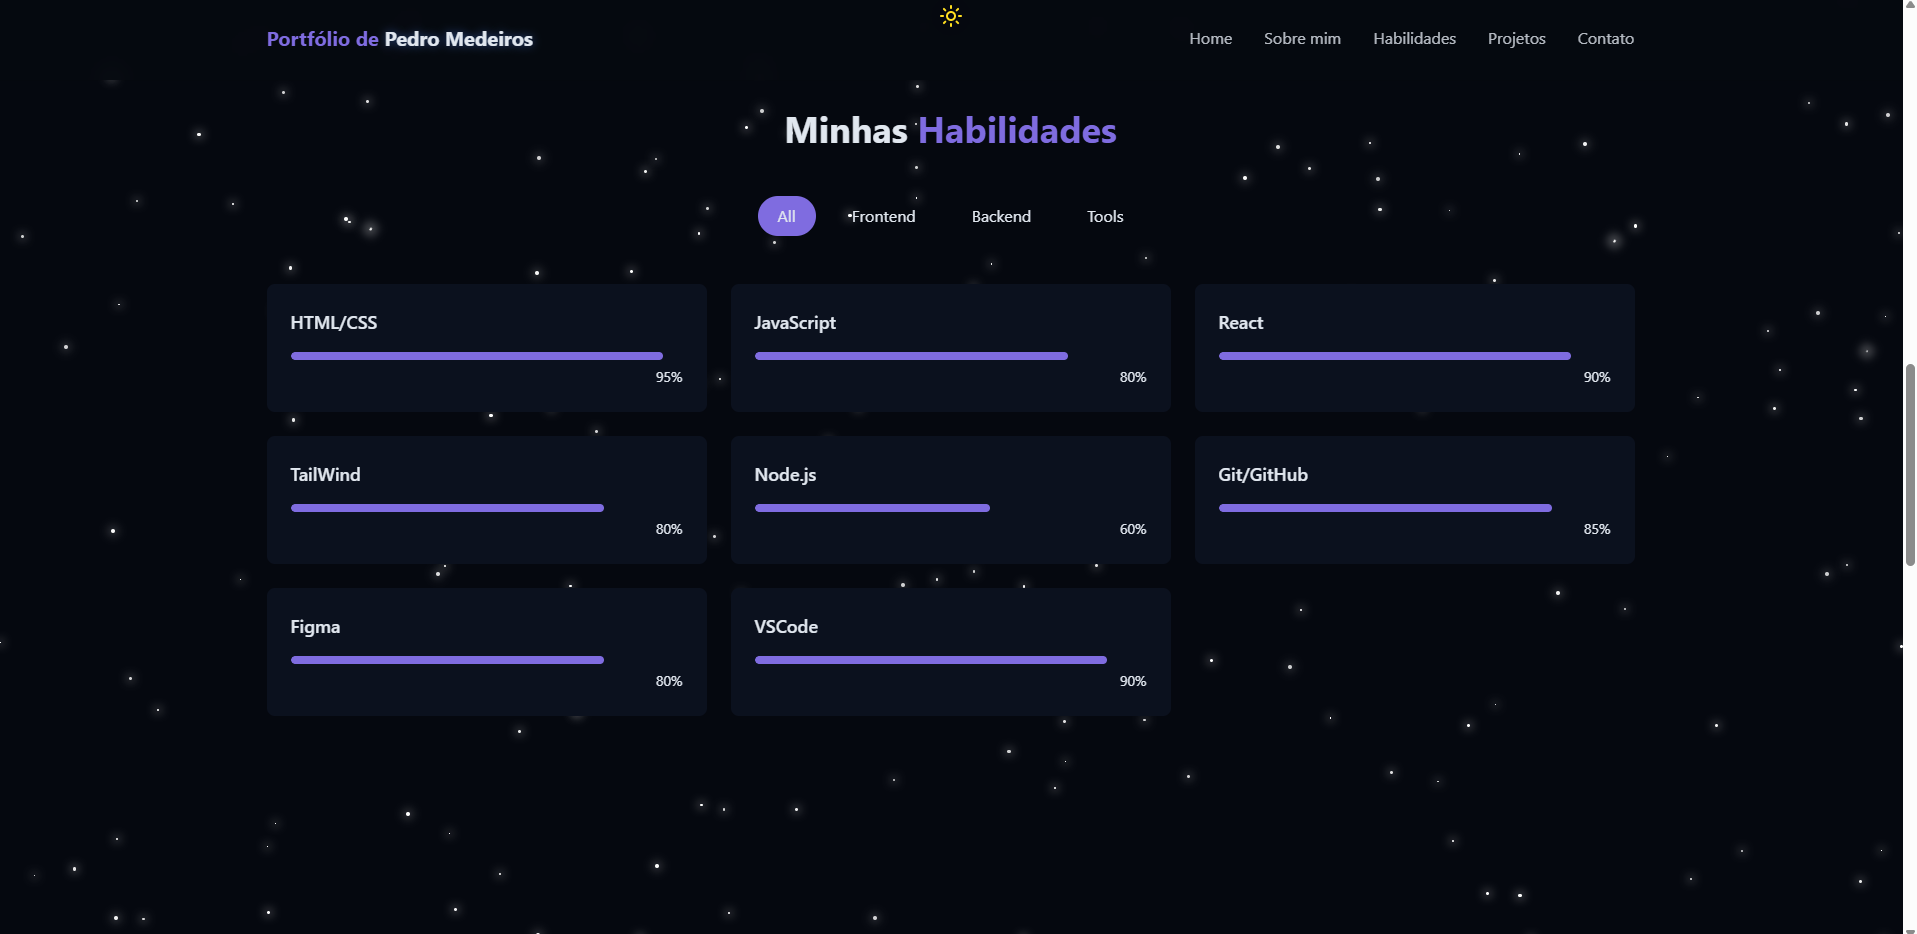 Portfólio de Pedro Medeiros
Home Sobre mim Habilidades Projetos Contato
Minhas Habilidades
All Frontend Backend Tools
HTML/CSS
95%
JavaScript
80%
React
90%
TailWind
80%
Node.js
60%
Git/GitHub
85%
Figma
80%
VSCode
90%